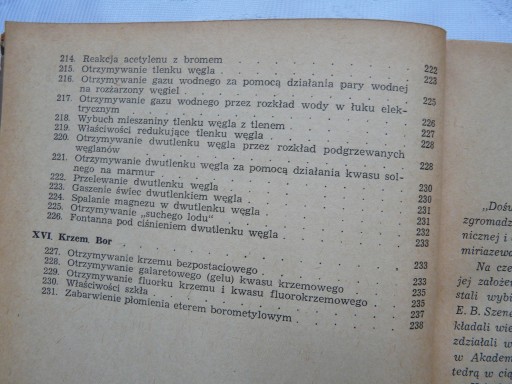 214. Reakcja acetylenu z bromem 222
215. Otrzymywanie tlenku węgla 223
216. Otrzymywanie gazu wodnego za pomocą działania pary wodnej
na rozżarzony węgiel 225
217. Otrzymywanie gazu wodnego przez rozkład wody w łuku elek-
trycznym 226
218. Wybuch mieszaniny tlenku węgla z tlenem 227
219. Właściwości redukujące tlenku węgla 228
220. Otrzymywanie dwutlenku węgla przez rozkład podgrzewanych
węglanów 228
221. Otrzymywanie dwutlenku węgla za pomocą działania kwasu sol-
nego na marmur 230
222. Przelewanie dwutlenku węgla 230
223. Gaszenie świec dwutlenkiem węgla 231
224. Spalanie magnezu w dwutlenku węgla 231
225. Otrzymywanie „suchego lodu” 232
226. Fontanna pod ciśnieniem dwutlenku węgla 233
XVI. Krzem. Bor
227. Otrzymywanie krzemu bezpostaciowego 233
228. Otrzymywanie galaretowej (gelu) kwasu krzemowego 233
229. Otrzymywanie fluorku krzemu i kwasu fluorokrzemowego 235
230. Właściwości szkła 237
231. Zabarwienie płomienia eterem borometylowym 238
„Dośw
zgromadz
nicznej i
miriazewa
Na cze
jej założen
stali wybi
E. B. Szene
kładali wie
zdziałali w
w Akadem
tedrą w cią